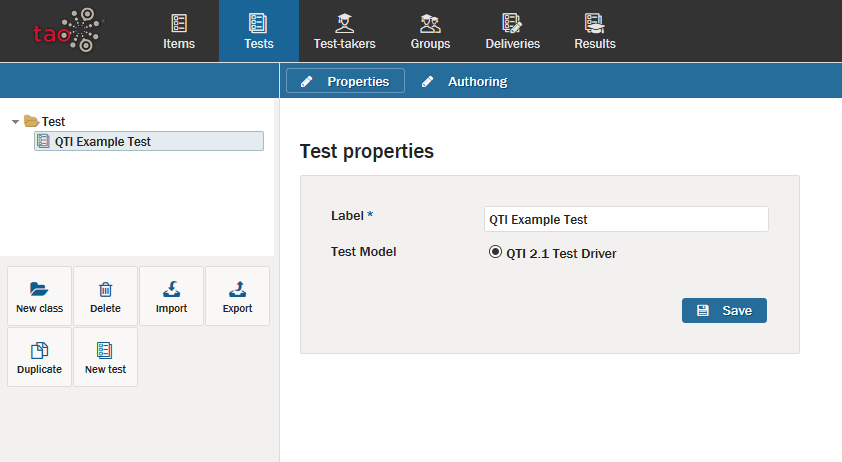 tao
Items
Tests
Test-takers
Groups
Deliveries
Results
Properties
Authoring
Test
QTI Example Test
Test properties
Label *
QTI Example Test
Test Model
QTI 2.1 Test Driver
Save
New class
Delete
Import
Export
Duplicate
New test